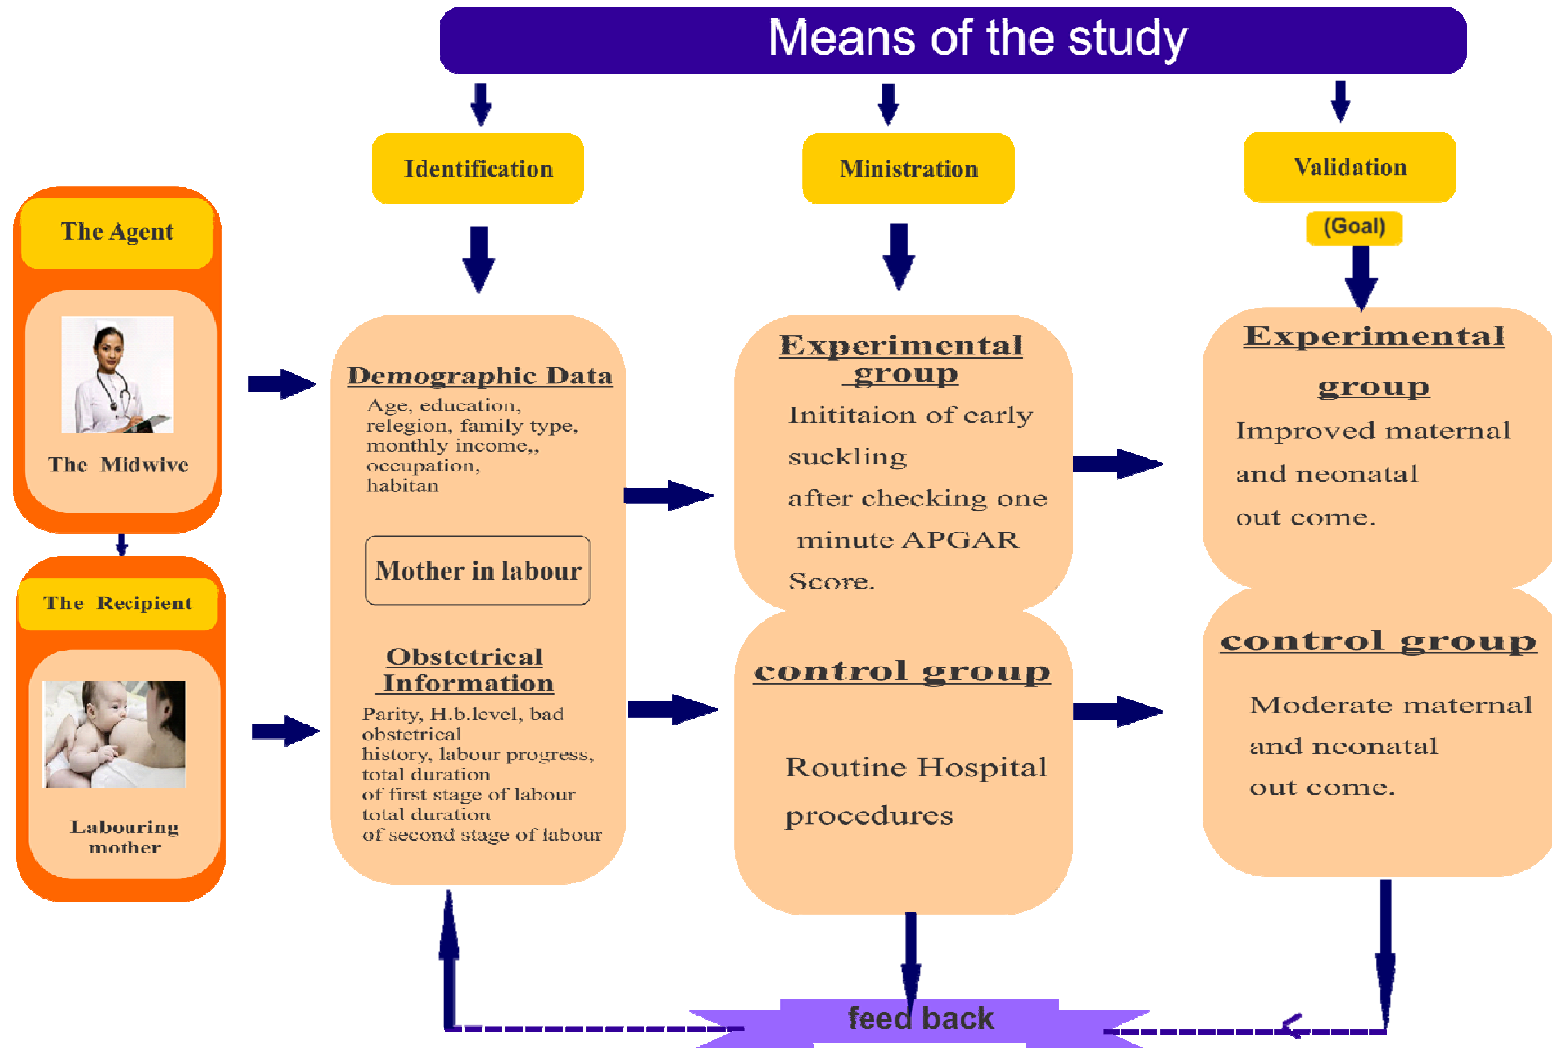 Means of the study
Identification
Ministration
Validation
(Goal)
The Agent
The Midwive
The Recipient
Labouring
mother
Demographic Data
Age, education,
relegion, family type,
monthly income,,
occupation,
habitan
Mother in labour
Obstetrical
Information
Parity, H.b.level, bad
obstetrical
history, labour progress,
total duration
of first stage of labour
total duration
of second stage of labour
Experimental
group
Inititaion of early
suckling
after checking one
minute APGAR
Score.
control group
Routine Hospital
procedures
Experimental
group
Improved maternal
and neonatal
out come.
control group
Moderate maternal
and neonatal
out come.
feed back